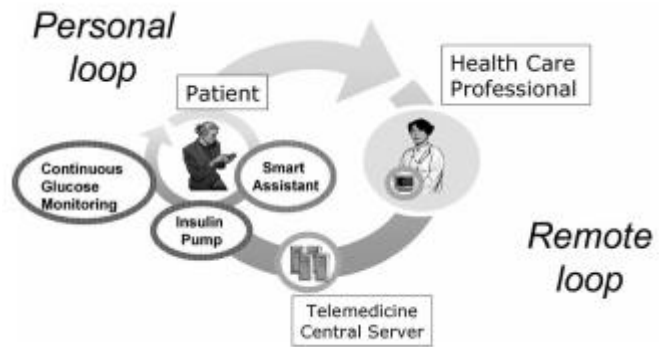 Personal
loop
Patient
Health Care
Professional
Continuous
Glucose
Monitoring
Smart
Assistant
Insulin
Pump
Remote
loop
Telemedicine
Central Server